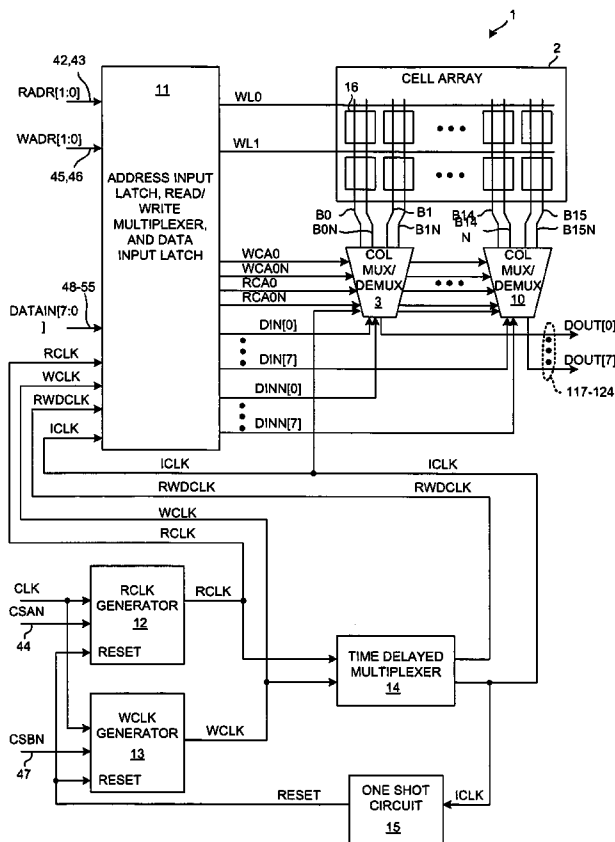 1
2
CELL ARRAY
16
42,43
RADR[1:0]
WADR[1:0]
45,46
11
ADDRESS INPUT
LATCH, READ/
WRITE
MULTIPLEXER,
AND DATA
INPUT LATCH
WL0
WL1
B0
B0N
B1
B1N
B14
B14
N
B15
B15N
COL
MUX/
DEMUX
3
COL
MUX/
DEMUX
10
WCA0
WCA0N
RCA0
RCA0N
48-55
DATAIN[7:0
]
RCLK
WCLK
RWDCLK
ICLK
DIN[0]
DIN[7]
DINN[0]
DINN[7]
DOUT[0]
DOUT[7]
117-124
ICLK
ICLK
RWDCLK
RWDCLK
WCLK
RCLK
CLK
CSAN
44
RCLK
GENERATOR
12
RESET
RCLK
CSBN
47
WCLK
GENERATOR
13
RESET
WCLK
TIME DELAYED
MULTIPLEXER
14
RESET
ICLK
ONE SHOT
CIRCUIT
15